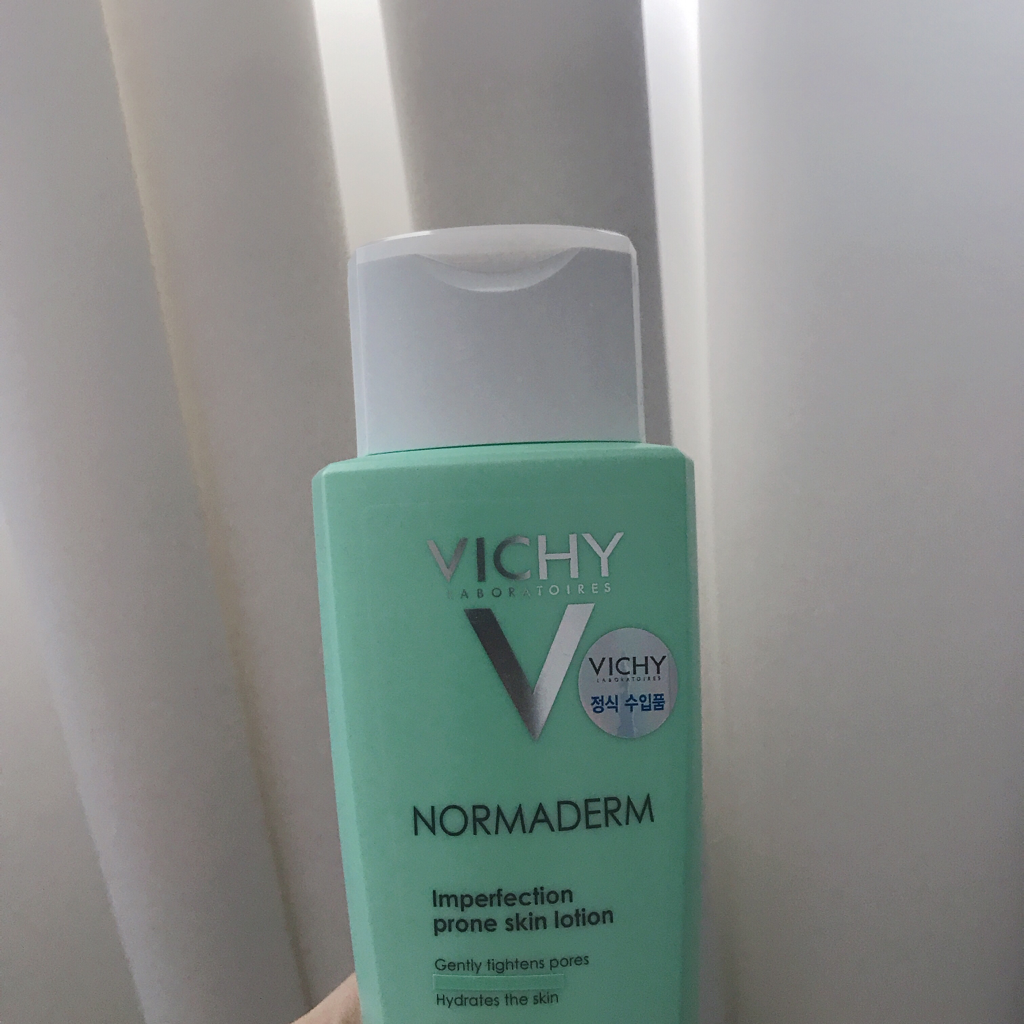 VICHY
LABORATOIRES
V
VICHY
LABORATOIRES
정식 수입품
NORMADERM
Imperfection
prone skin lotion
Gently tightens pores
Hydrates the skin